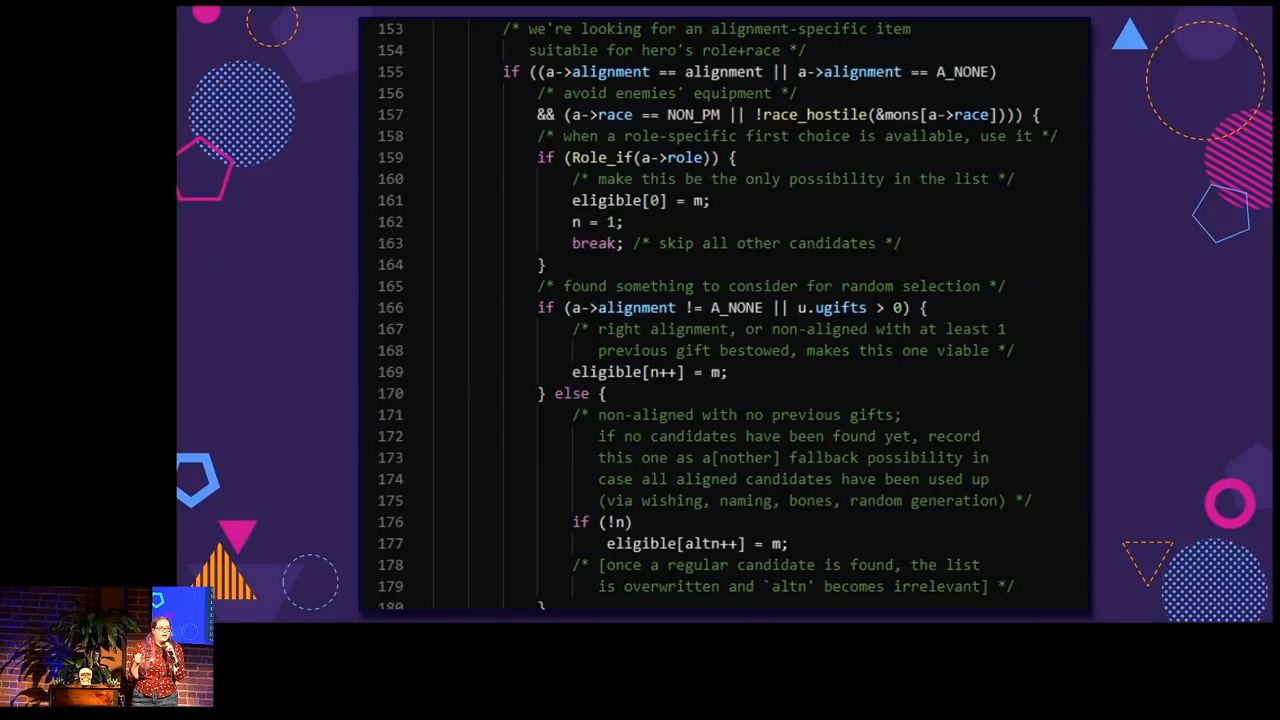 153 /* we're looking for an alignment-specific item
154 suitable for hero's role+race */
155 if ((a->alignment == alignment || a->alignment == A_NONE)
156 /* avoid enemies' equipment */
157 && (a->race == NON_PM || !race_hostile(&mons[a->race]))) {
158 /* when a role-specific first choice is available, use it */
159 if (Role_if(a->role)) {
160 /* make this be the only possibility in the list */
161 eligible[0] = m;
162 n = 1;
163 break; /* skip all other candidates */
164 }
165 /* found something to consider for random selection */
166 if (a->alignment != A_NONE || u.ugifts > 0) {
167 /* right alignment, or non-aligned with at least 1
168 previous gift bestowed, makes this one viable */
169 eligible[n++] = m;
170 } else {
171 /* non-aligned with no previous gifts;
172 if no candidates have been found yet, record
173 this one as a[nother] fallback possibility in
174 case all aligned candidates have been used up
175 (via wishing, naming, bones, random generation) */
176 if (!n)
177 eligible[altn++] = m;
178 /* [once a regular candidate is found, the list
179 is overwritten and `altn' becomes irrelevant] */
180 }